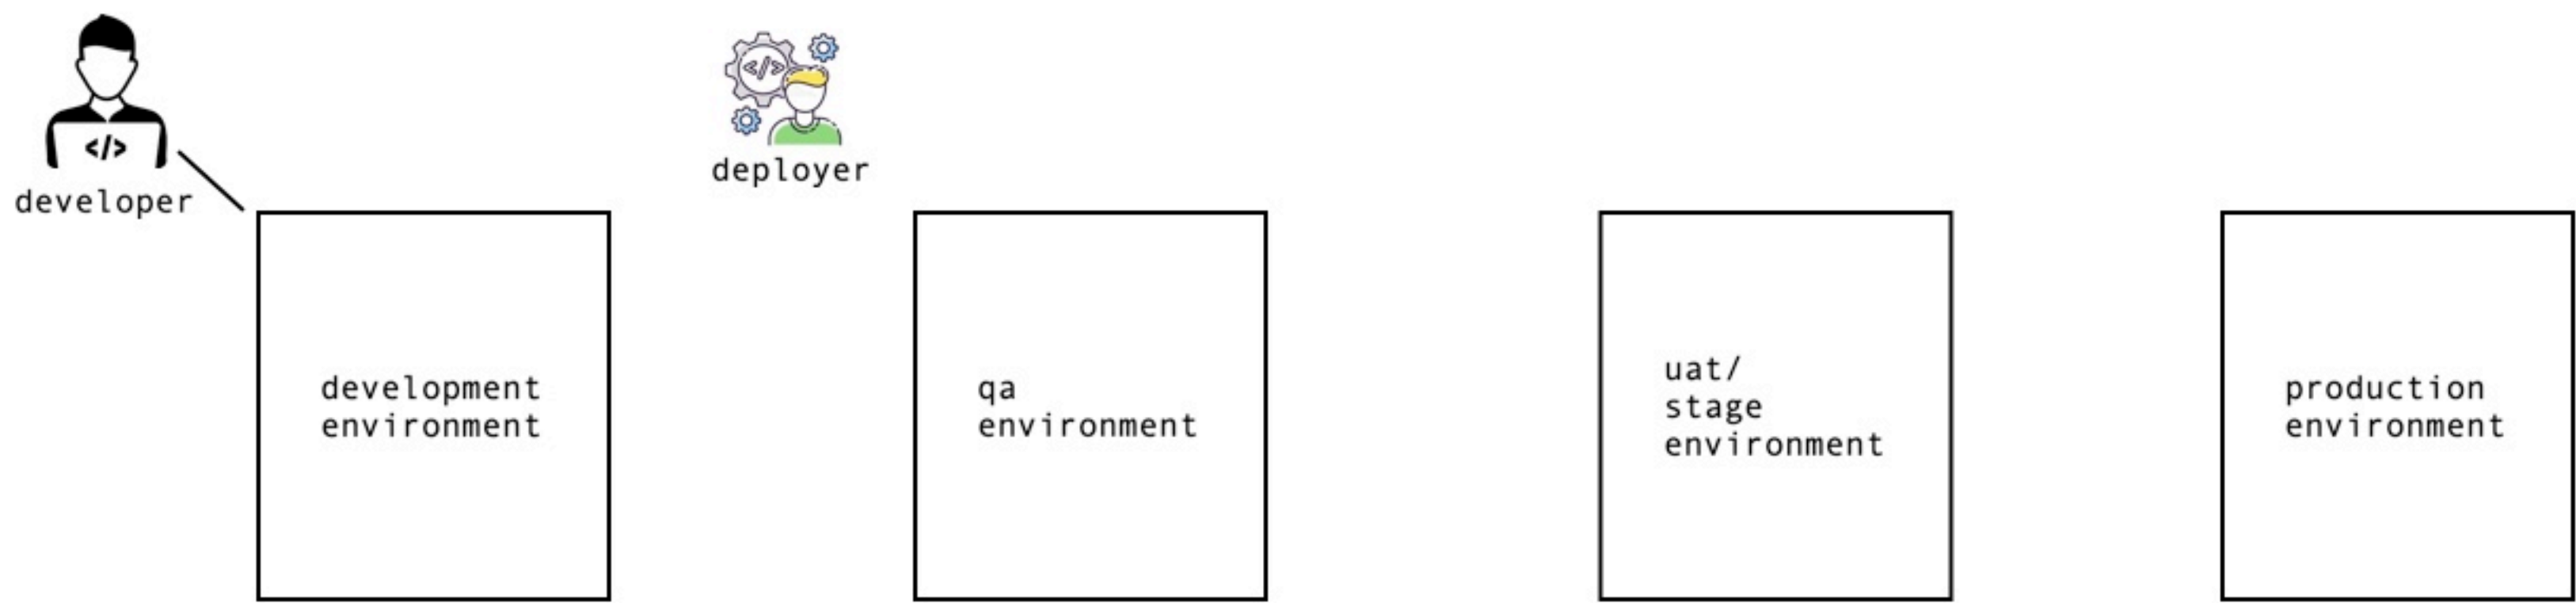 </>
developer
</>
deployer
development
environment
qa
environment
uat/
stage
environment
production
environment